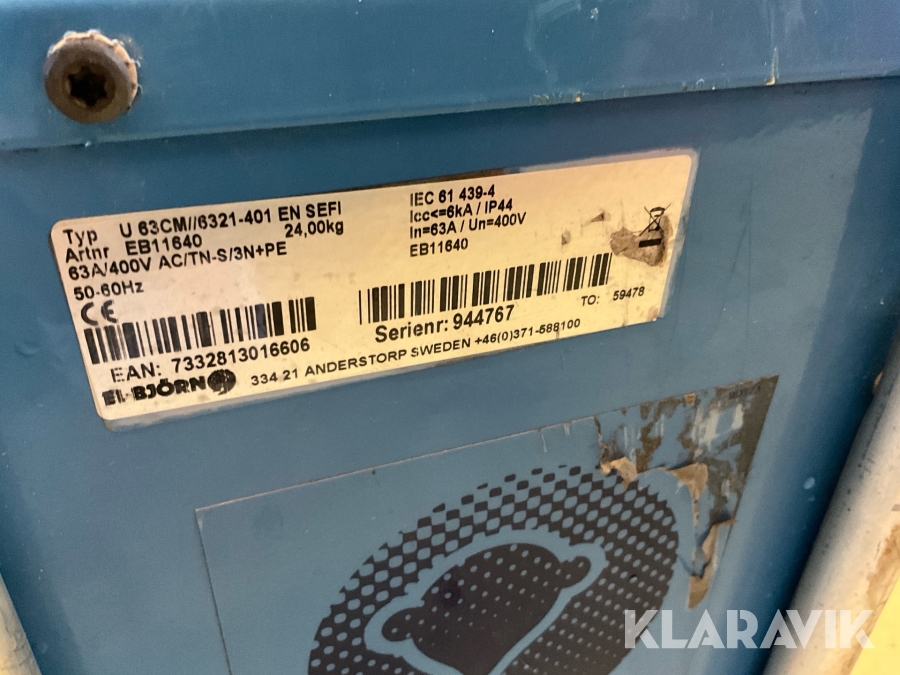 Typ U 63CM//6321-401 EN SEFI
Artnr EB11640 24,00kg
63A/400V AC/TN-S/3N+PE
50-60Hz
IEC 61 439-4
Icc<=6kA / IP44
In=63A / Un=400V
EB11640
CE
EAN: 7332813016606
Serienr: 944767
TO: 59478
EL-BJÖRN 334 21 ANDERSTORP SWEDEN +46(0)371-588100
KLARAVIK